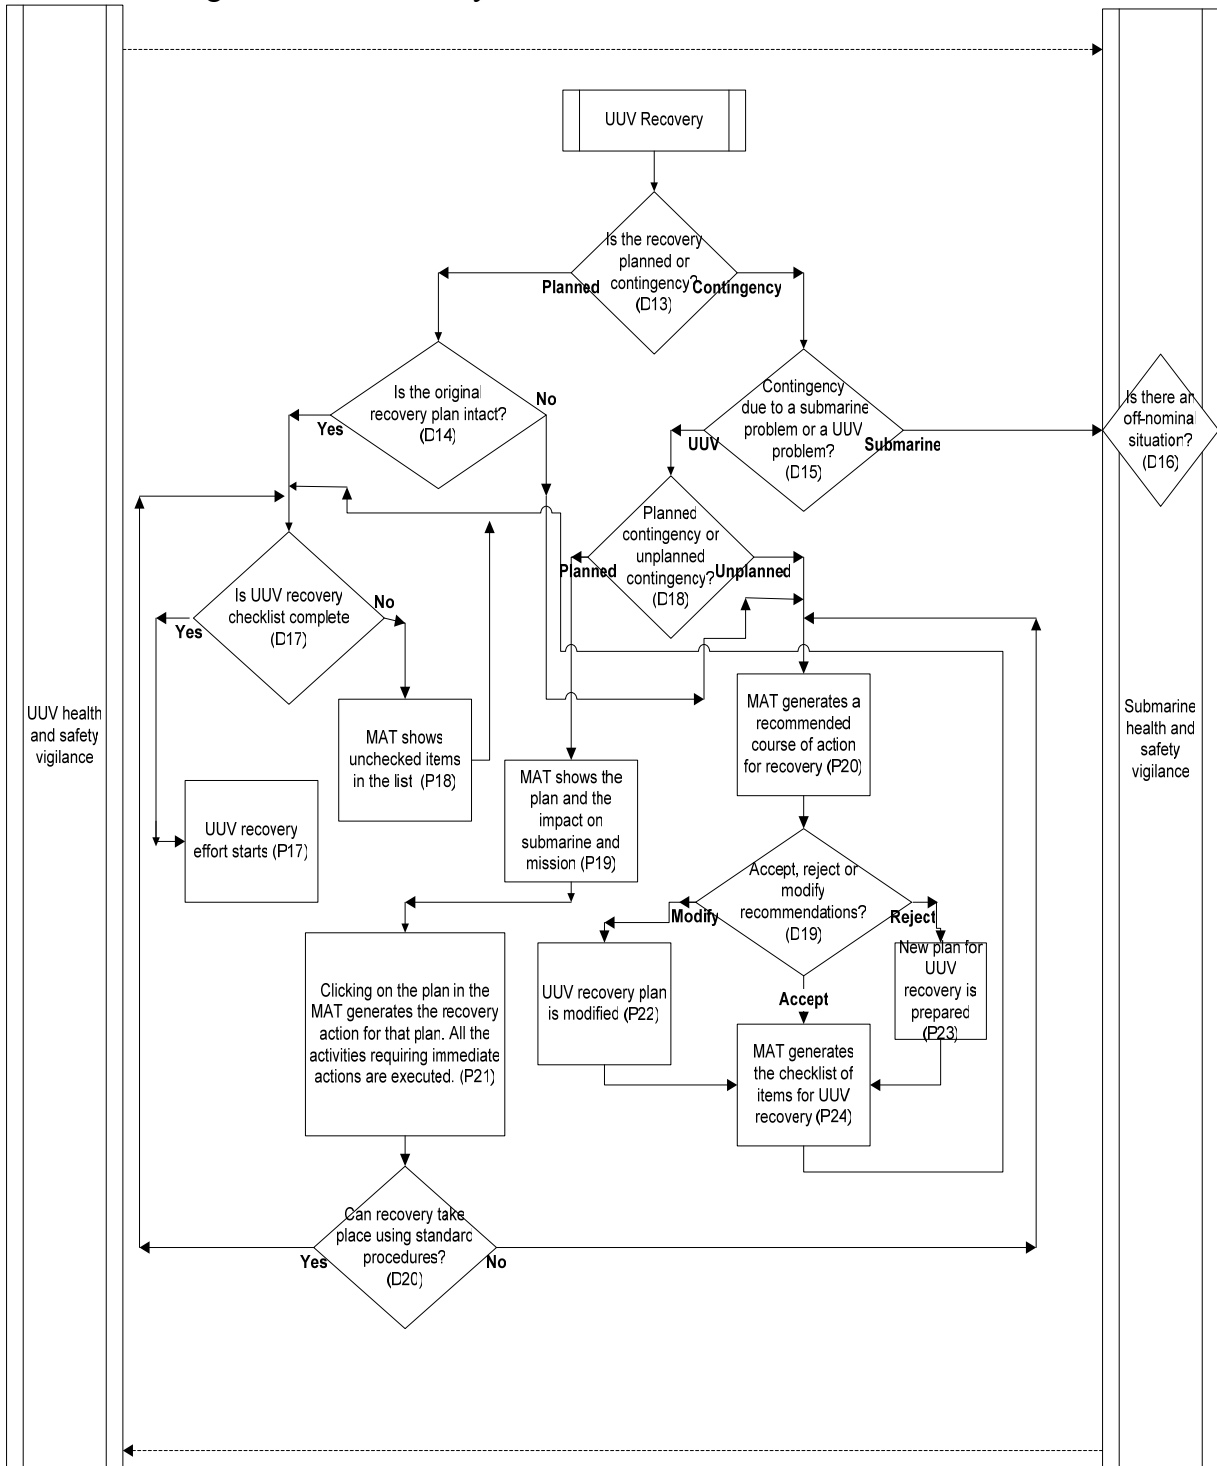 UUV Recovery
Is the recovery
planned or
contingency?
(D13)
Planned
Contingency
Is the original
recovery plan intact?
(D14)
Yes
No
Contingency
due to a submarine
problem or a UUV
problem?
(D15)
UUV
Submarine
Is there an
off-nominal
situation?
(D16)
Planned
contingency or
unplanned
contingency?
(D18)
Planned
Unplanned
Is UUV recovery
checklist complete
(D17)
Yes
No
UUV health
and safety
vigilance
MAT shows
unchecked items
in the list (P18)
MAT generates a
recommended
course of action
for recovery (P20)
Submarine
health and
safety
vigilance
UUV recovery
effort starts (P17)
MAT shows the
plan and the
impact on
submarine and
mission (P19)
Accept, reject or
modify
recommendations?
(D19)
Modify
Reject
Accept
Clicking on the plan in the
MAT generates the recovery
action for that plan. All the
activities requiring immediate
actions are executed. (P21)
UUV recovery plan
is modified (P22)
New plan for
UUV
recovery is
prepared
(P23)
MAT generates
the checklist of
items for UUV
recovery (P24)
Can recovery take
place using standard
procedures?
(D20)
Yes
No